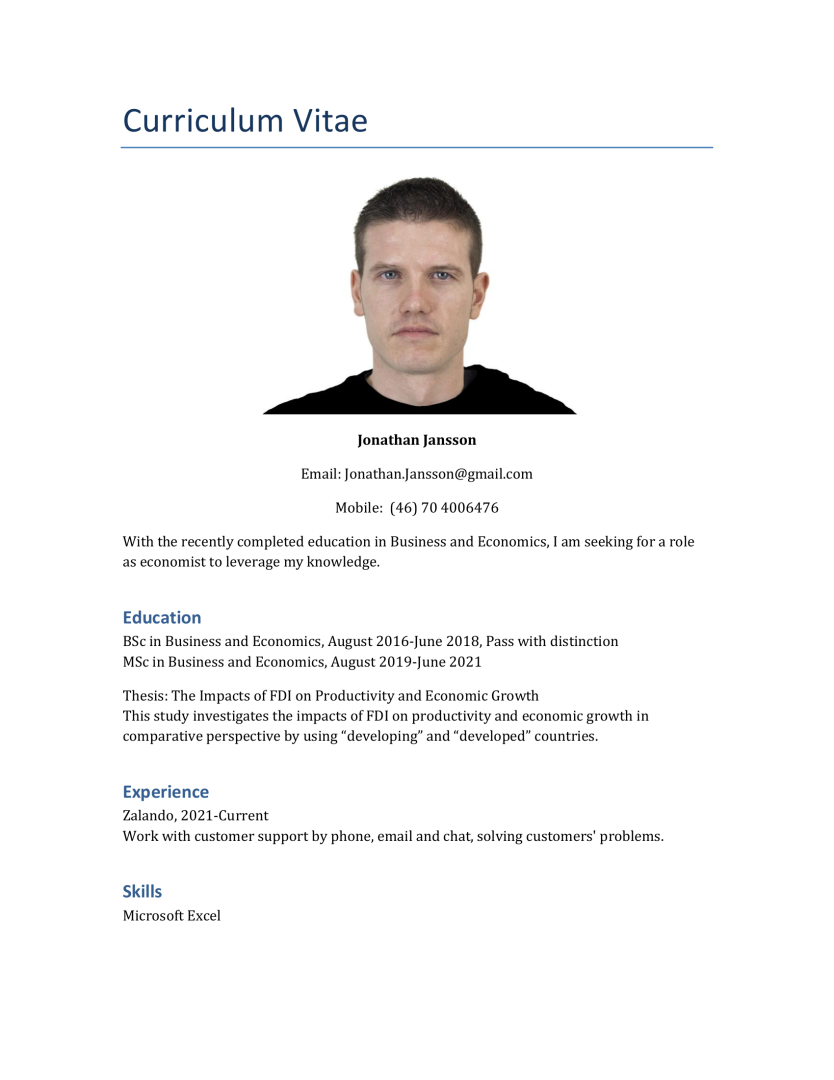 Curriculum Vitae
Jonathan Jansson
Email: Jonathan.Jansson@gmail.com
Mobile:  (46) 70 4006476
With the recently completed education in Business and Economics, I am seeking for a role
as economist to leverage my knowledge.
Education
BSc in Business and Economics, August 2016-June 2018, Pass with distinction
MSc in Business and Economics, August 2019-June 2021
Thesis: The Impacts of FDI on Productivity and Economic Growth
This study investigates the impacts of FDI on productivity and economic growth in
comparative perspective by using “developing” and “developed” countries.
Experience
Zalando, 2021-Current
Work with customer support by phone, email and chat, solving customers' problems.
Skills
Microsoft Excel